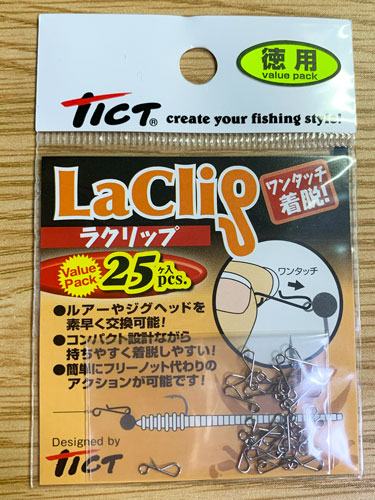 徳用
value pack
TICT®
create your fishing style!
LaClip
ワンタッチ
着脱!
ラクリップ
Value
Pack
25ヶ入
pcs.
ワンタッチ
●ルアーやジグヘッドを
素早く交換可能!
●コンパクト設計ながら
持ちやすく着脱しやすい!
●簡単にフリーノット代わりの
アクションが可能です!
Designed by
TICT